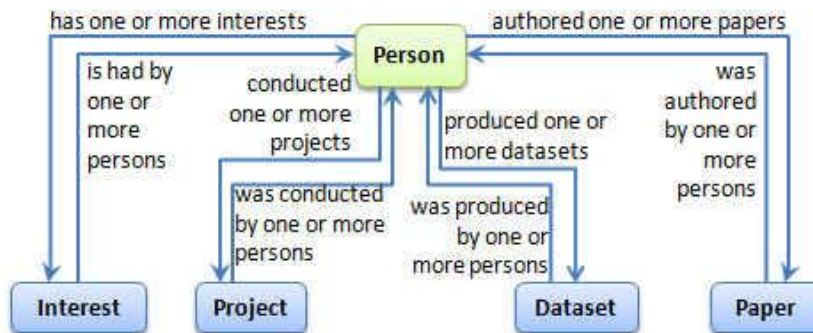 has one or more interests
authored one or more papers
Person
is had by
one or
more
persons
conducted
one or more
projects
produced one or
more datasets
was
authored
by one or
more
persons
was conducted
by one or more
persons
was produced
by one or
more persons
Interest
Project
Dataset
Paper